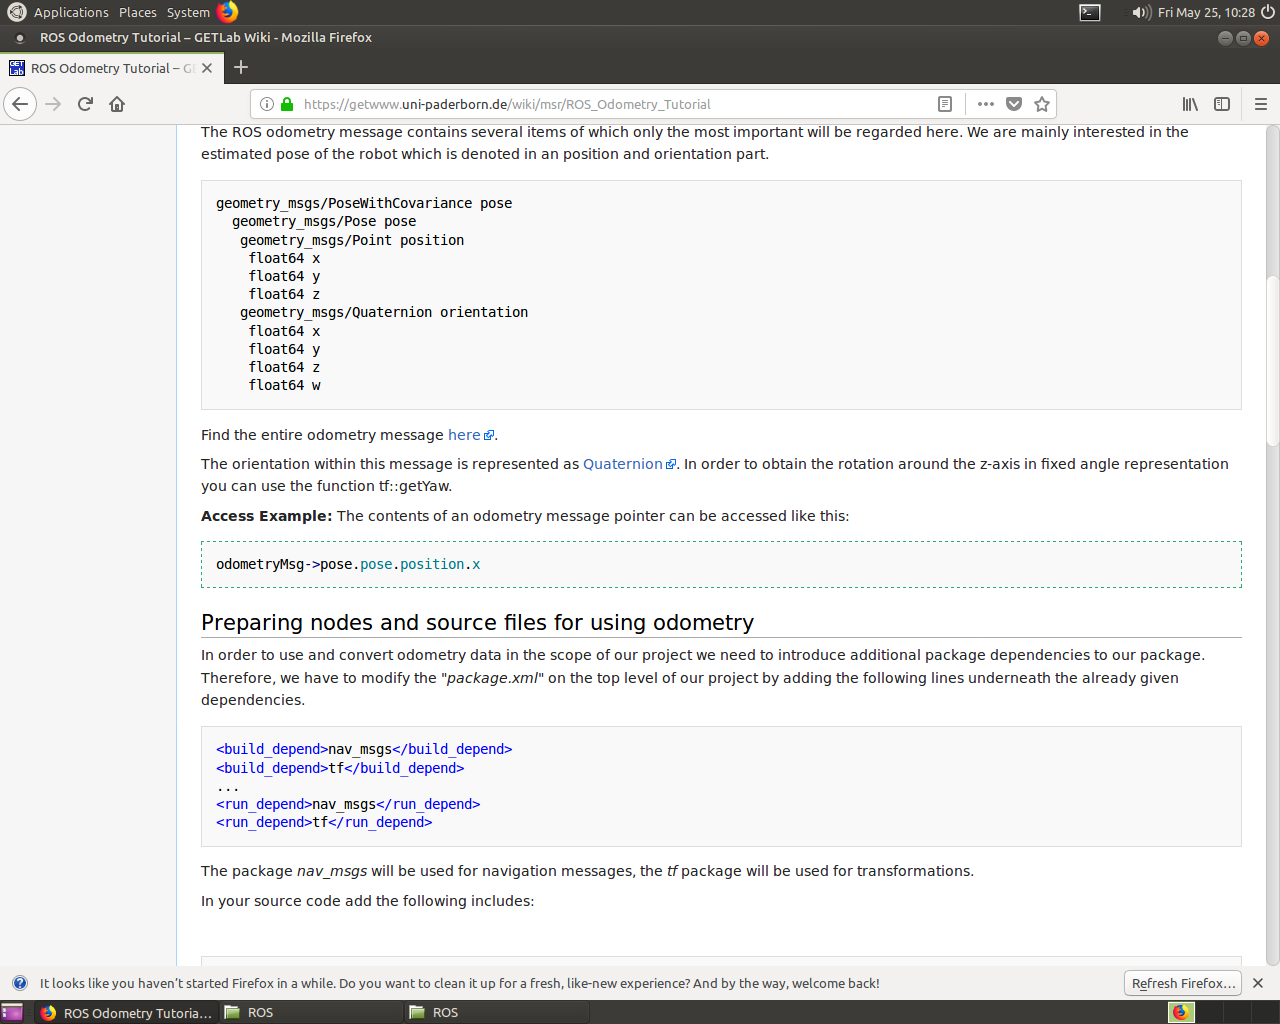 Applications Places System
Fri May 25, 10:28
ROS Odometry Tutorial – GETLab Wiki - Mozilla Firefox
GET Lab
ROS Odometry Tutorial – GE
https://getwww.uni-paderborn.de/wiki/msr/ROS_Odometry_Tutorial
The ROS odometry message contains several items of which only the most important will be regarded here. We are mainly interested in the
estimated pose of the robot which is denoted in an position and orientation part.
geometry_msgs/PoseWithCovariance pose
geometry_msgs/Pose pose
geometry_msgs/Point position
float64 x
float64 y
float64 z
geometry_msgs/Quaternion orientation
float64 x
float64 y
float64 z
float64 w
Find the entire odometry message here.
The orientation within this message is represented as Quaternion. In order to obtain the rotation around the z-axis in fixed angle representation
you can use the function tf::getYaw.
Access Example: The contents of an odometry message pointer can be accessed like this:
odometryMsg->pose.pose.position.x
Preparing nodes and source files for using odometry
In order to use and convert odometry data in the scope of our project we need to introduce additional package dependencies to our package.
Therefore, we have to modify the "package.xml" on the top level of our project by adding the following lines underneath the already given
dependencies.
<build_depend>nav_msgs</build_depend>
<build_depend>tf</build_depend>
...
<run_depend>nav_msgs</run_depend>
<run_depend>tf</run_depend>
The package nav_msgs will be used for navigation messages, the tf package will be used for transformations.
In your source code add the following includes:
It looks like you haven't started Firefox in a while. Do you want to clean it up for a fresh, like-new experience? And by the way, welcome back!
Refresh Firefox...
ROS Odometry Tutoria...
ROS
ROS